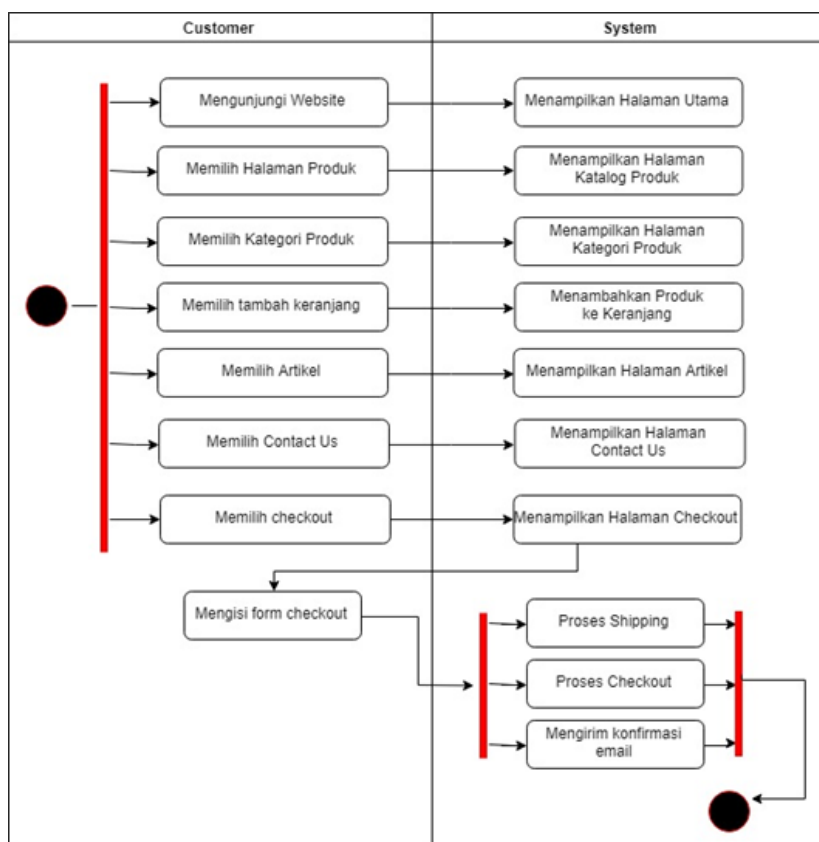 Customer
System
Mengunjungi Website
Menampilkan Halaman Utama
Memilih Halaman Produk
Menampilkan Halaman
Katalog Produk
Memilih Kategori Produk
Menampilkan Halaman
Kategori Produk
Memilih tambah keranjang
Menambahkan Produk
ke Keranjang
Memilih Artikel
Menampilkan Halaman Artikel
Memilih Contact Us
Menampilkan Halaman
Contact Us
Memilih checkout
Menampilkan Halaman Checkout
Mengisi form checkout
Proses Shipping
Proses Checkout
Mengirim konfirmasi
email